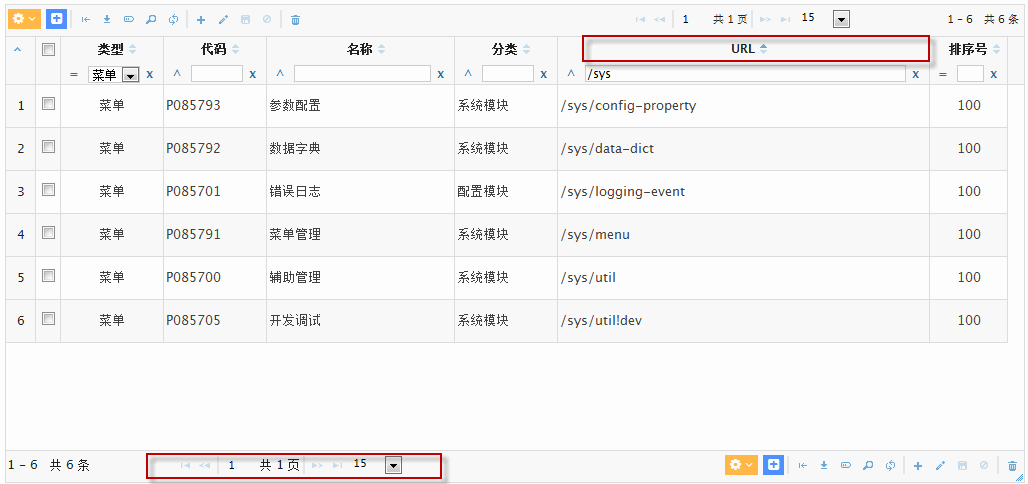 1 共 1 页 15 1 - 6 共 6 条
类型 代码 名称 分类 URL 排序号
= 菜单 x ^ x ^ x ^ x ^ /sys x = x
1 菜单 P085793 参数配置 系统模块 /sys/config-property 100
2 菜单 P085792 数据字典 系统模块 /sys/data-dict 100
3 菜单 P085701 错误日志 配置模块 /sys/logging-event 100
4 菜单 P085791 菜单管理 系统模块 /sys/menu 100
5 菜单 P085700 辅助管理 系统模块 /sys/util 100
6 菜单 P085705 开发调试 系统模块 /sys/util!dev 100
1 - 6 共 6 条 1 共 1 页 15